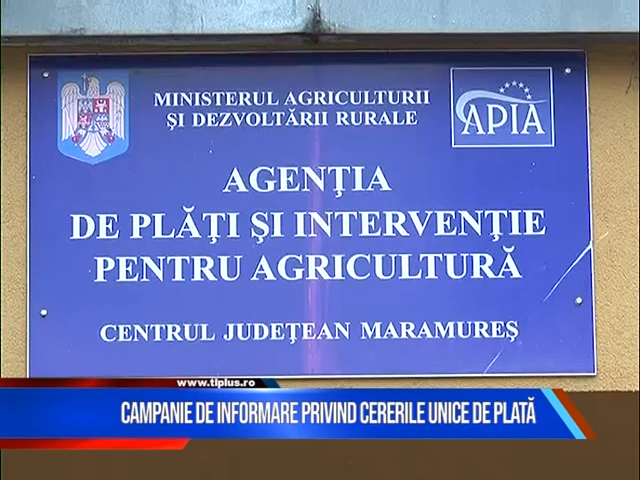 MINISTERUL AGRICULTURII
ŞI DEZVOLTĂRII RURALE
APIA
AGENŢIA
DE PLĂŢI ŞI INTERVENŢIE
PENTRU AGRICULTURĂ
CENTRUL JUDEŢEAN MARAMUREŞ
www.tlplus.ro
CAMPANIE DE INFORMARE PRIVIND CERERILE UNICE DE PLATĂ